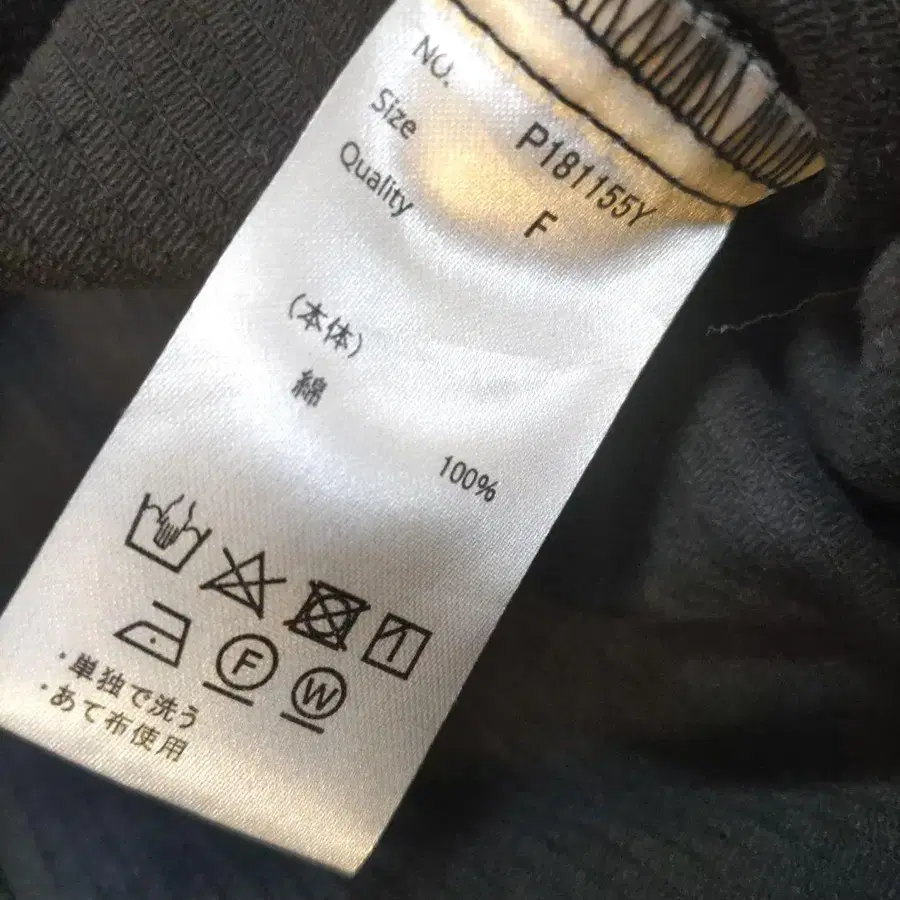 NO. P181155Y
Size F
Quality
(本体)
綿 100%
F
W
・単独で洗う
・あて布使用